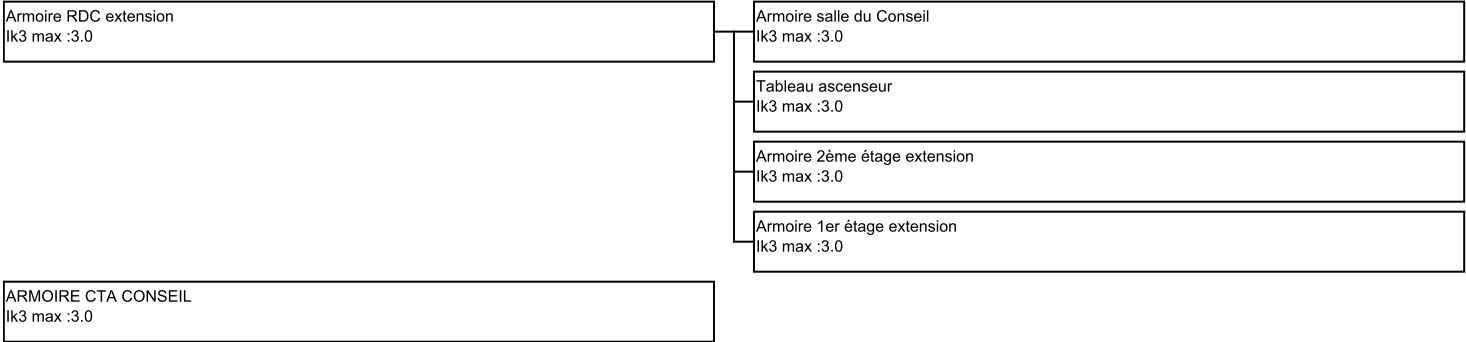 Armoire RDC extension
Ik3 max :3.0
Armoire salle du Conseil
Ik3 max :3.0
Tableau ascenseur
Ik3 max :3.0
Armoire 2ème étage extension
Ik3 max :3.0
Armoire 1er étage extension
Ik3 max :3.0
ARMOIRE CTA CONSEIL
Ik3 max :3.0